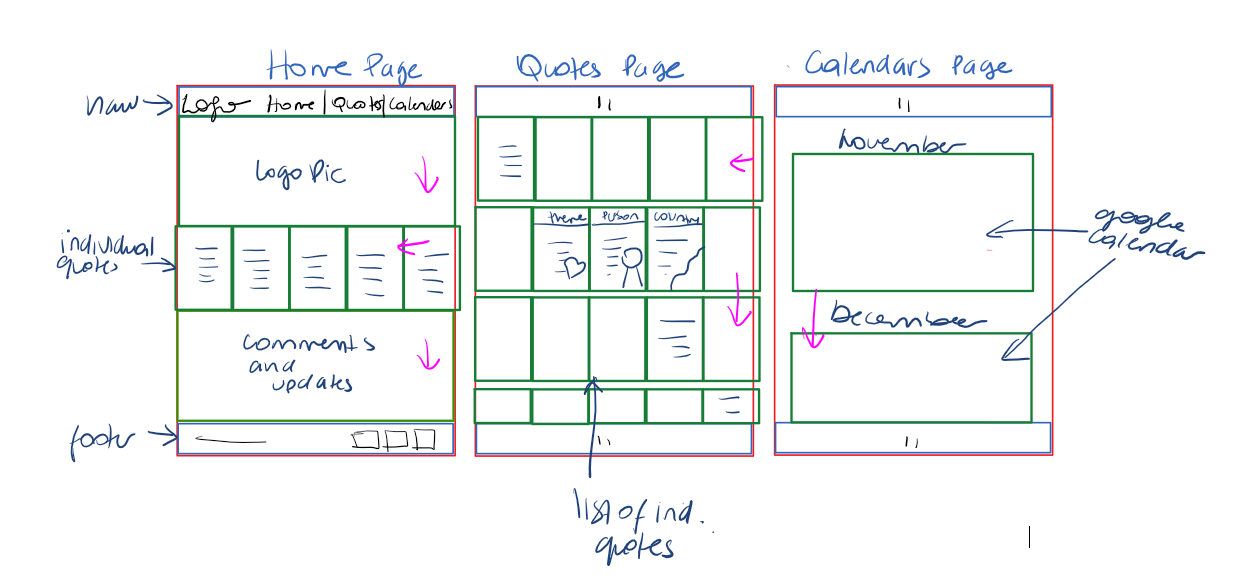 Home Page
Quotes Page
Calendars Page
naw
Logo Home | Quotes | Calendars
Logo Pic
individual
quotes
comments
and
updates
footer
theme
person
country
list of ind.
quotes
November
google
calendar
December